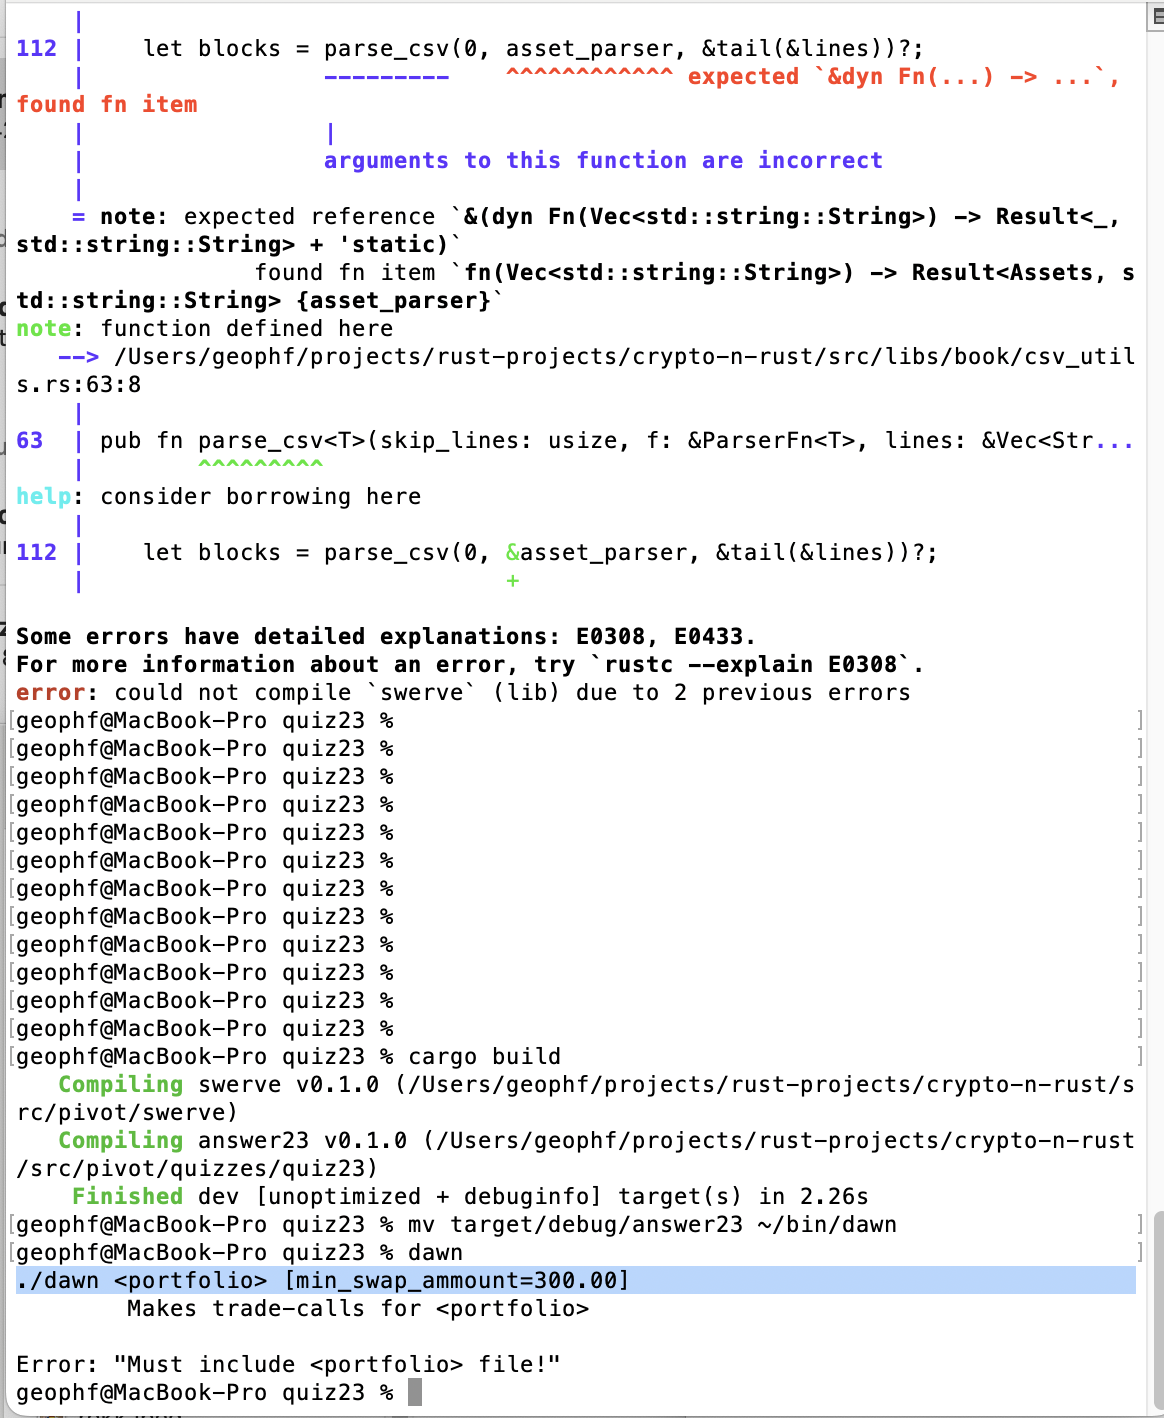 |
112 |    let blocks = parse_csv(0, asset_parser, &tail(&lines))?;
|                 ---------    ^^^^^^^^^^^^ expected `&dyn Fn(...) -> ...`,
found fn item
|                 |
|                 arguments to this function are incorrect
|
= note: expected reference `&(dyn Fn(Vec<std::string::String>) -> Result<_,
std::string::String> + 'static)`
found fn item `fn(Vec<std::string::String>) -> Result<Assets, s
td::string::String> {asset_parser}`
note: function defined here
--> /Users/geophf/projects/rust-projects/crypto-n-rust/src/libs/book/csv_util
s.rs:63:8
|
63  | pub fn parse_csv<T>(skip_lines: usize, f: &ParserFn<T>, lines: &Vec<Str...
|        ^^^^^^^^^
help: consider borrowing here
|
112 |    let blocks = parse_csv(0, &asset_parser, &tail(&lines))?;
|                              +
Some errors have detailed explanations: E0308, E0433.
For more information about an error, try `rustc --explain E0308`.
error: could not compile `swerve` (lib) due to 2 previous errors
[geophf@MacBook-Pro quiz23 % ]
[geophf@MacBook-Pro quiz23 % ]
[geophf@MacBook-Pro quiz23 % ]
[geophf@MacBook-Pro quiz23 % ]
[geophf@MacBook-Pro quiz23 % ]
[geophf@MacBook-Pro quiz23 % ]
[geophf@MacBook-Pro quiz23 % ]
[geophf@MacBook-Pro quiz23 % ]
[geophf@MacBook-Pro quiz23 % ]
[geophf@MacBook-Pro quiz23 % ]
[geophf@MacBook-Pro quiz23 % ]
[geophf@MacBook-Pro quiz23 % ]
[geophf@MacBook-Pro quiz23 % cargo build ]
Compiling swerve v0.1.0 (/Users/geophf/projects/rust-projects/crypto-n-rust/s
rc/pivot/swerve)
Compiling answer23 v0.1.0 (/Users/geophf/projects/rust-projects/crypto-n-rust
/src/pivot/quizzes/quiz23)
Finished dev [unoptimized + debuginfo] target(s) in 2.26s
[geophf@MacBook-Pro quiz23 % mv target/debug/answer23 ~/bin/dawn ]
[geophf@MacBook-Pro quiz23 % dawn ]
./dawn <portfolio> [min_swap_ammount=300.00]
Makes trade-calls for <portfolio>
Error: "Must include <portfolio> file!"
geophf@MacBook-Pro quiz23 %